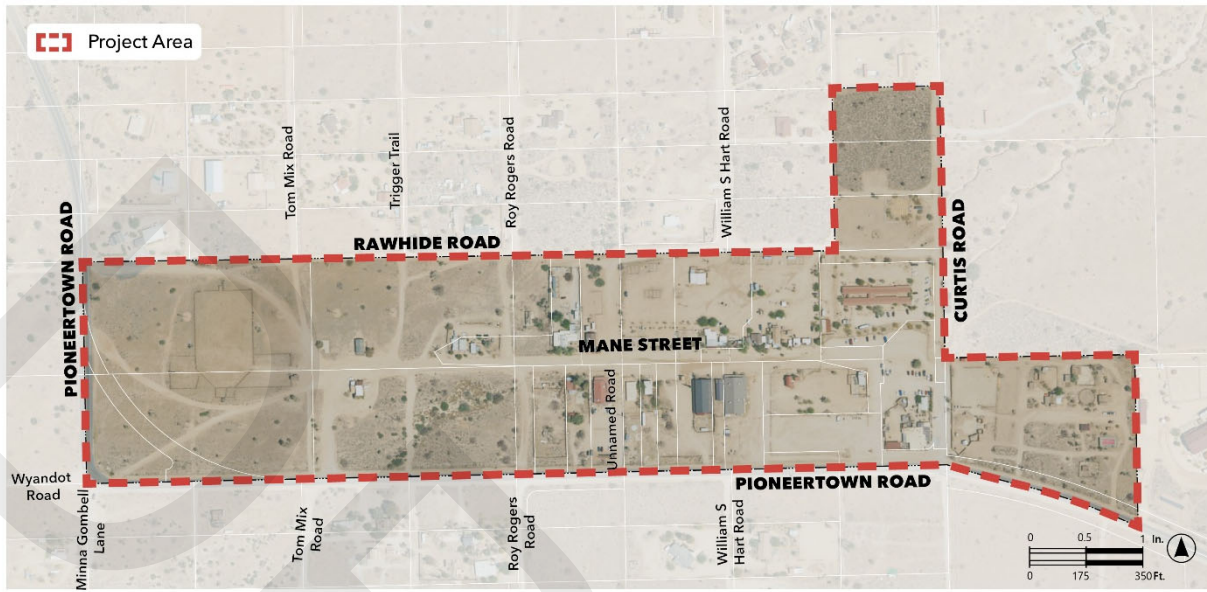 Project Area
Tom Mix Road
Trigger Trail
Roy Rogers Road
William S Hart Road
PIONEERTOWN ROAD
RAWHIDE ROAD
CURTIS ROAD
MANE STREET
Unnamed Road
Wyandot
Road
PIONEERTOWN ROAD
Minna Gombell
Lane
Tom Mix
Road
Roy Rogers
Road
William S
Hart Road
0 0.5 1 In.
0 175 350 Ft.